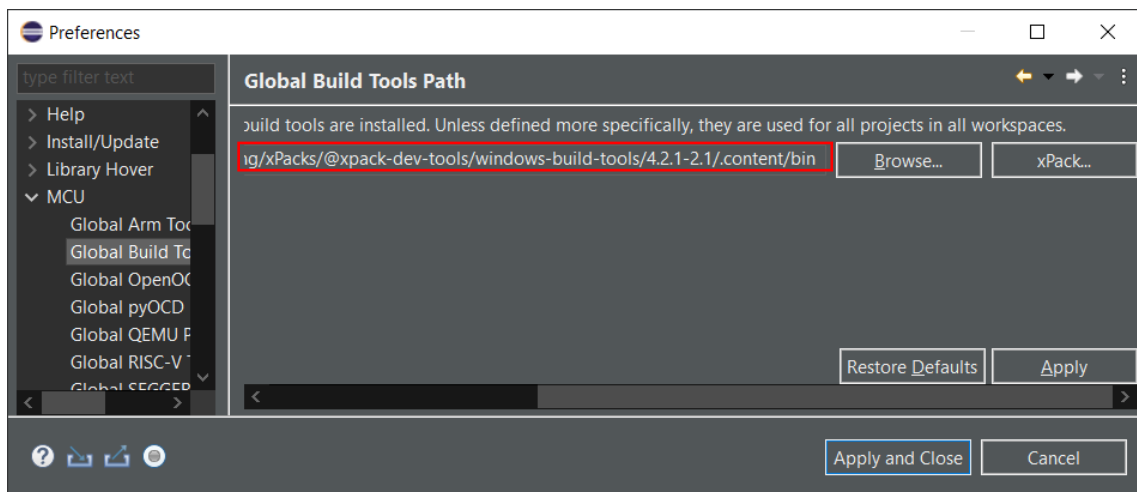 Preferences
type filter text
Global Build Tools Path
Help
Install/Update
Library Hover
MCU
Global Arm Too
Global Build To
Global OpenOC
Global pyOCD
Global QEMU P
Global RISC-V T
Global SEGGER
build tools are installed. Unless defined more specifically, they are used for all projects in all workspaces.
ng/xPacks/@xpack-dev-tools/windows-build-tools/4.2.1-2.1/.content/bin
Browse...
xPack...
Restore Defaults
Apply
Apply and Close
Cancel